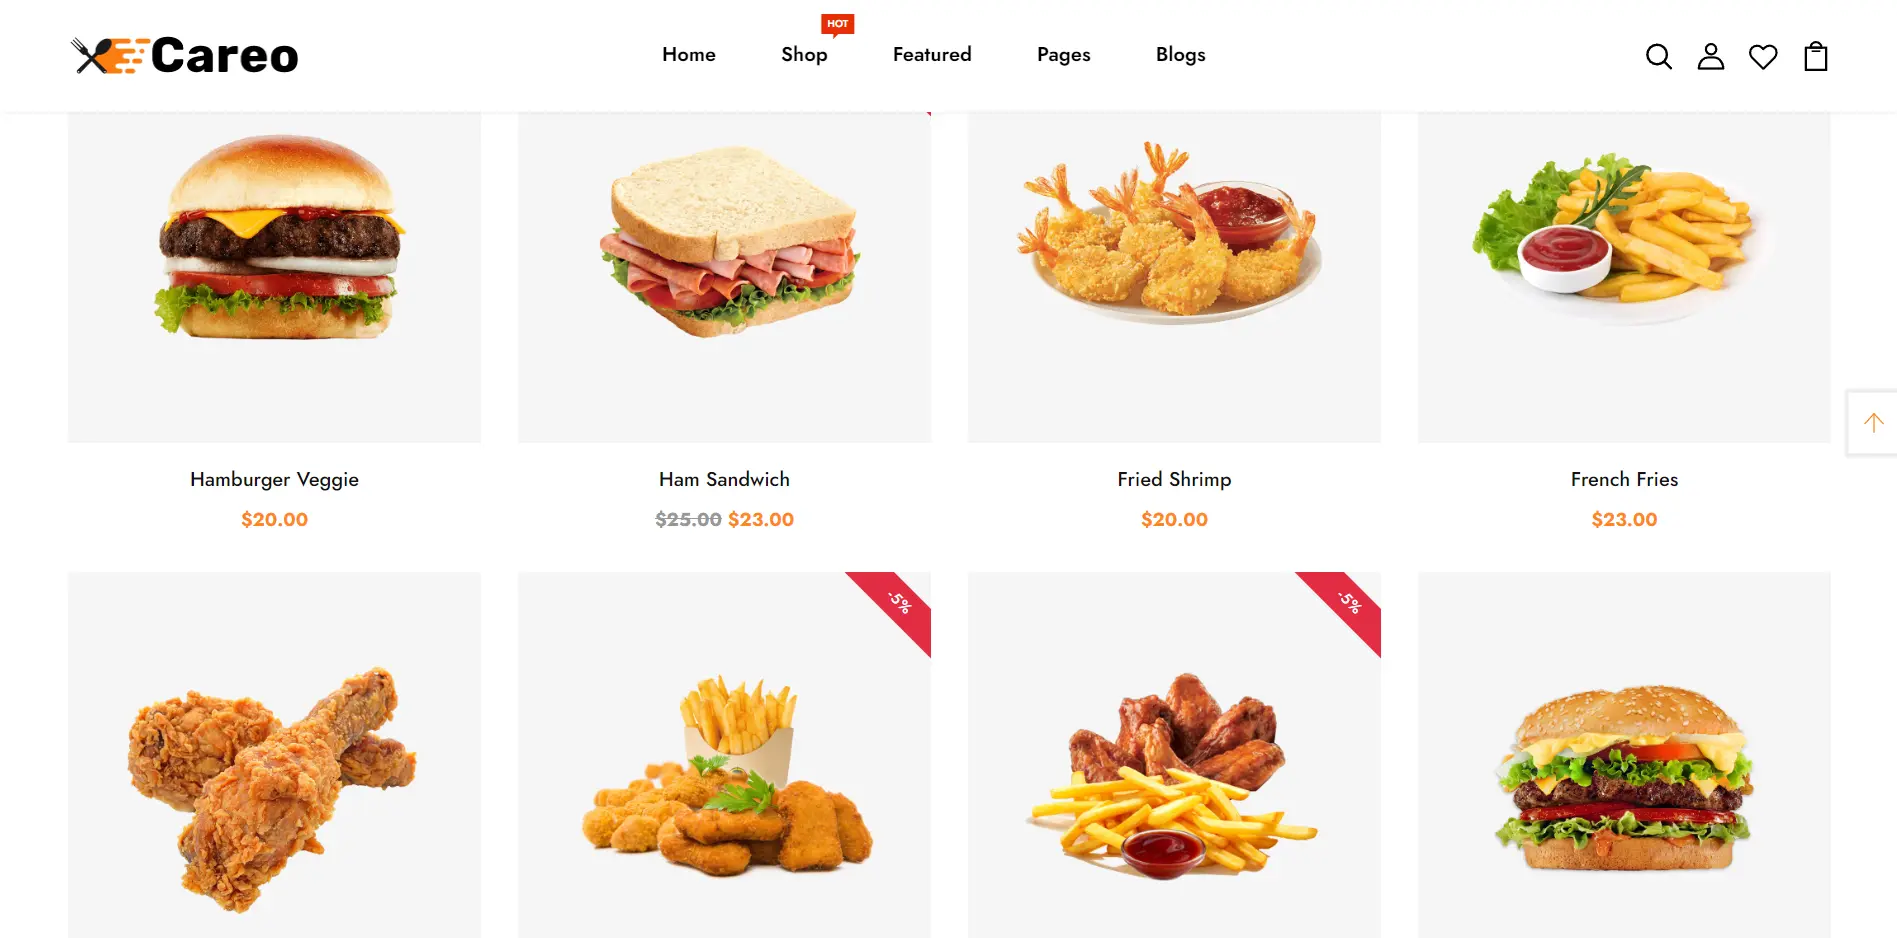 HOT
Careo
Home Shop Featured Pages Blogs
Hamburger Veggie
$20.00
Ham Sandwich
$25.00 $23.00
Fried Shrimp
$20.00
French Fries
$23.00
-5%
-5%